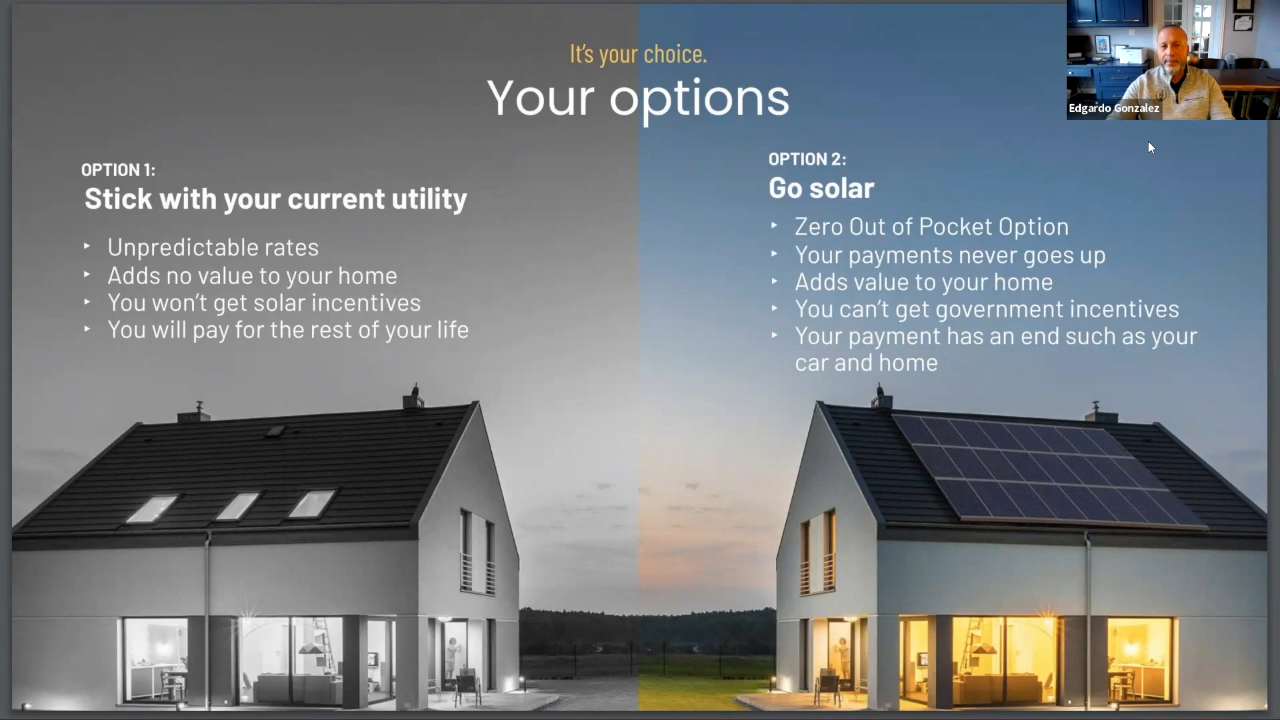 It's your choice.
Your options
OPTION 1:
Stick with your current utility
‣ Unpredictable rates
‣ Adds no value to your home
‣ You won't get solar incentives
‣ You will pay for the rest of your life
OPTION 2:
Go solar
‣ Zero Out of Pocket Option
‣ Your payments never goes up
‣ Adds value to your home
‣ You can't get government incentives
‣ Your payment has an end such as your
car and home
Edgardo Gonzalez